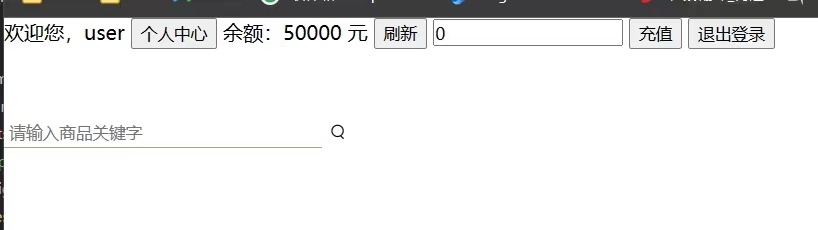 欢迎您，user 个人中心 余额：50000 元 刷新 0 充值 退出登录
请输入商品关键字